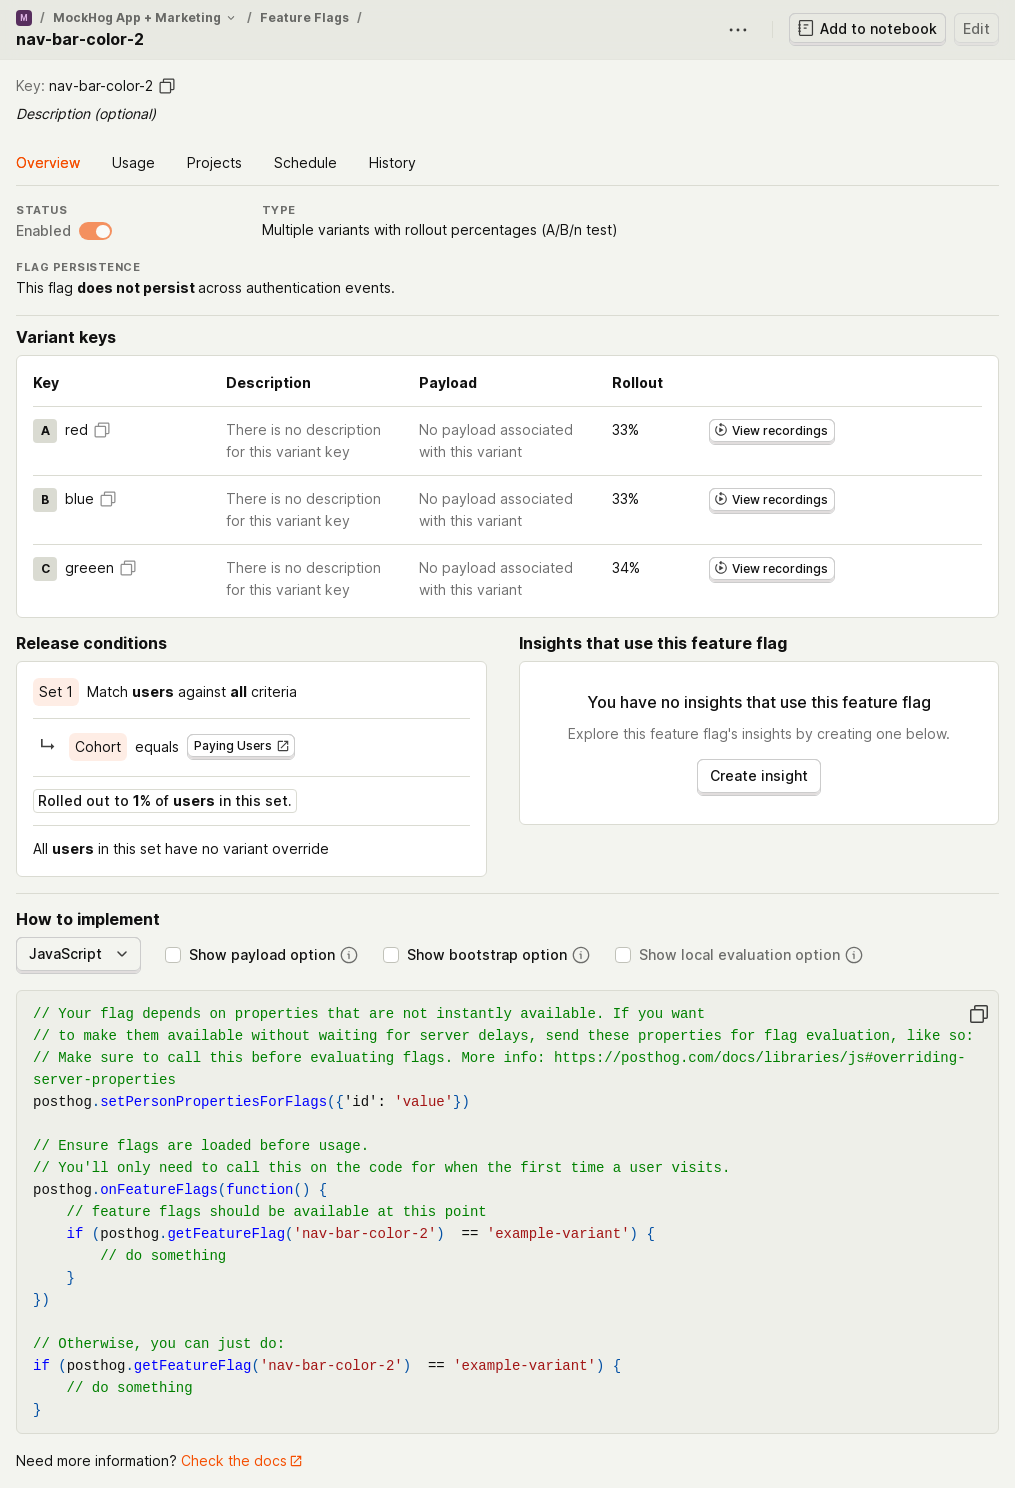 M / MockHog App + Marketing / Feature Flags /
nav-bar-color-2
Add to notebook
Edit
Key: nav-bar-color-2
Description (optional)
Overview Usage Projects Schedule History
STATUS
Enabled
TYPE
Multiple variants with rollout percentages (A/B/n test)
FLAG PERSISTENCE
This flag does not persist across authentication events.
Variant keys
Key Description Payload Rollout
A red There is no description No payload associated 33% View recordings
for this variant key with this variant
B blue There is no description No payload associated 33% View recordings
for this variant key with this variant
C greeen There is no description No payload associated 34% View recordings
for this variant key with this variant
Release conditions
Set 1 Match users against all criteria
Cohort equals Paying Users
Rolled out to 1% of users in this set.
All users in this set have no variant override
Insights that use this feature flag
You have no insights that use this feature flag
Explore this feature flag's insights by creating one below.
Create insight
How to implement
JavaScript Show payload option Show bootstrap option Show local evaluation option
// Your flag depends on properties that are not instantly available. If you want
// to make them available without waiting for server delays, send these properties for flag evaluation, like so:
// Make sure to call this before evaluating flags. More info: https://posthog.com/docs/libraries/js#overriding-
server-properties
posthog.setPersonPropertiesForFlags({'id': 'value'})
// Ensure flags are loaded before usage.
// You'll only need to call this on the code for when the first time a user visits.
posthog.onFeatureFlags(function() {
    // feature flags should be available at this point
    if (posthog.getFeatureFlag('nav-bar-color-2')  == 'example-variant') {
        // do something
    }
})
// Otherwise, you can just do:
if (posthog.getFeatureFlag('nav-bar-color-2')  == 'example-variant') {
    // do something
}
Need more information? Check the docs